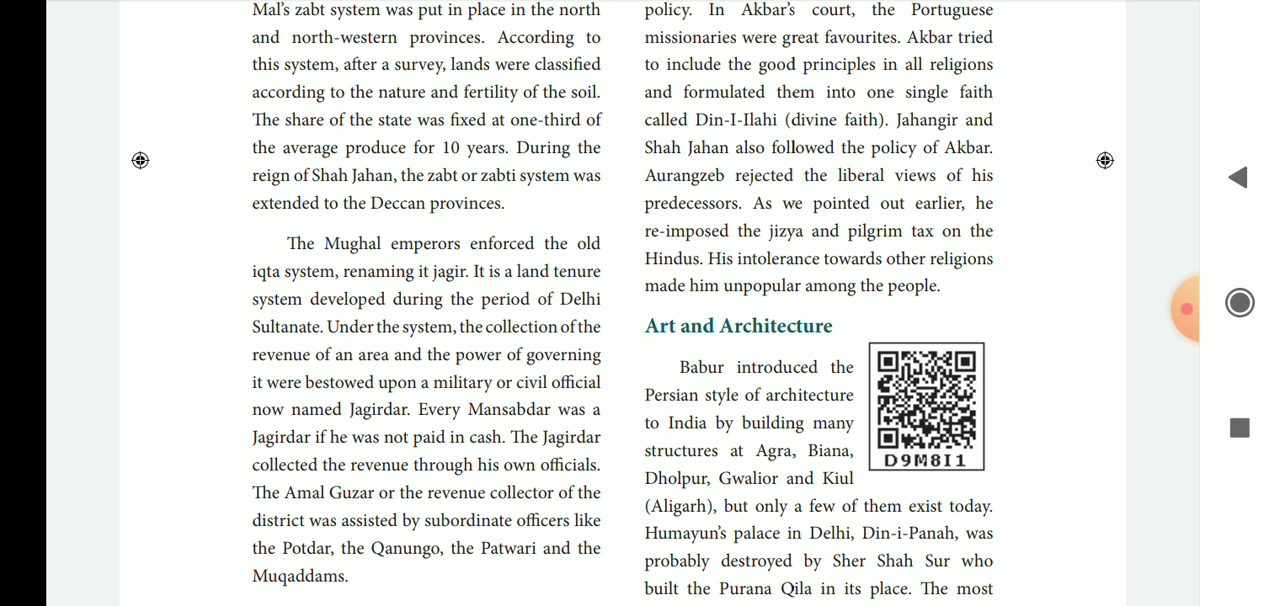 Mal's zabt system was put in place in the north
and north-western provinces. According to
this system, after a survey, lands were classified
according to the nature and fertility of the soil.
The share of the state was fixed at one-third of
the average produce for 10 years. During the
reign of Shah Jahan, the zabt or zabti system was
extended to the Deccan provinces.
The Mughal emperors enforced the old
iqta system, renaming it jagir. It is a land tenure
system developed during the period of Delhi
Sultanate. Under the system, the collection of the
revenue of an area and the power of governing
it were bestowed upon a military or civil official
now named Jagirdar. Every Mansabdar was a
Jagirdar if he was not paid in cash. The Jagirdar
collected the revenue through his own officials.
The Amal Guzar or the revenue collector of the
district was assisted by subordinate officers like
the Potdar, the Qanungo, the Patwari and the
Muqaddams.
policy. In Akbar's court, the Portuguese
missionaries were great favourites. Akbar tried
to include the good principles in all religions
and formulated them into one single faith
called Din-I-Ilahi (divine faith). Jahangir and
Shah Jahan also followed the policy of Akbar.
Aurangzeb rejected the liberal views of his
predecessors. As we pointed out earlier, he
re-imposed the jizya and pilgrim tax on the
Hindus. His intolerance towards other religions
made him unpopular among the people.
Art and Architecture
Babur introduced the
Persian style of architecture
to India by building many
structures at Agra, Biana,
Dholpur, Gwalior and Kiul
(Aligarh), but only a few of them exist today.
Humayun's palace in Delhi, Din-i-Panah, was
probably destroyed by Sher Shah Sur who
built the Purana Qila in its place. The most
D9M8I1